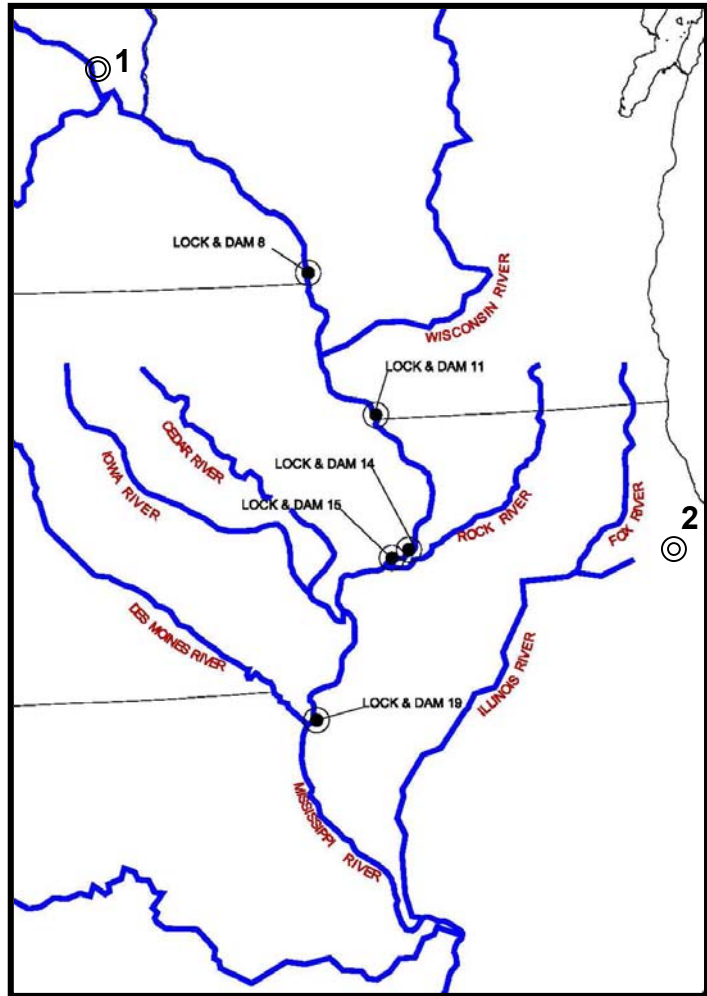 1
LOCK & DAM 8
WISCONSIN RIVER
LOCK & DAM 11
CEDAR RIVER
IOWA RIVER
LOCK & DAM 14
LOCK & DAM 15
ROCK RIVER
FOX RIVER
2
DES MOINES RIVER
ILLINOIS RIVER
LOCK & DAM 19
MISSISSIPPI RIVER